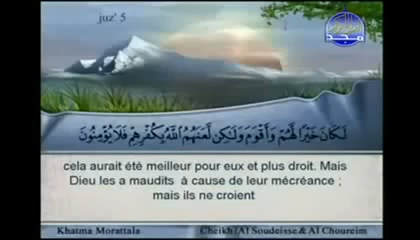 juz' 5
مجد
لَكَانَ خَيْرًا لَّهُمْ وَأَقْوَمَ وَلَٰكِن لَّعَنَهُمُ اللَّهُ بِكُفْرِهِمْ فَلَا يُؤْمِنُونَ
cela aurait été meilleur pour eux et plus droit. Mais
Dieu les a maudits à cause de leur mécréance ;
mais ils ne croient
Khatma Morattala
Cheikh (Al Soudeisse & Al Choureim